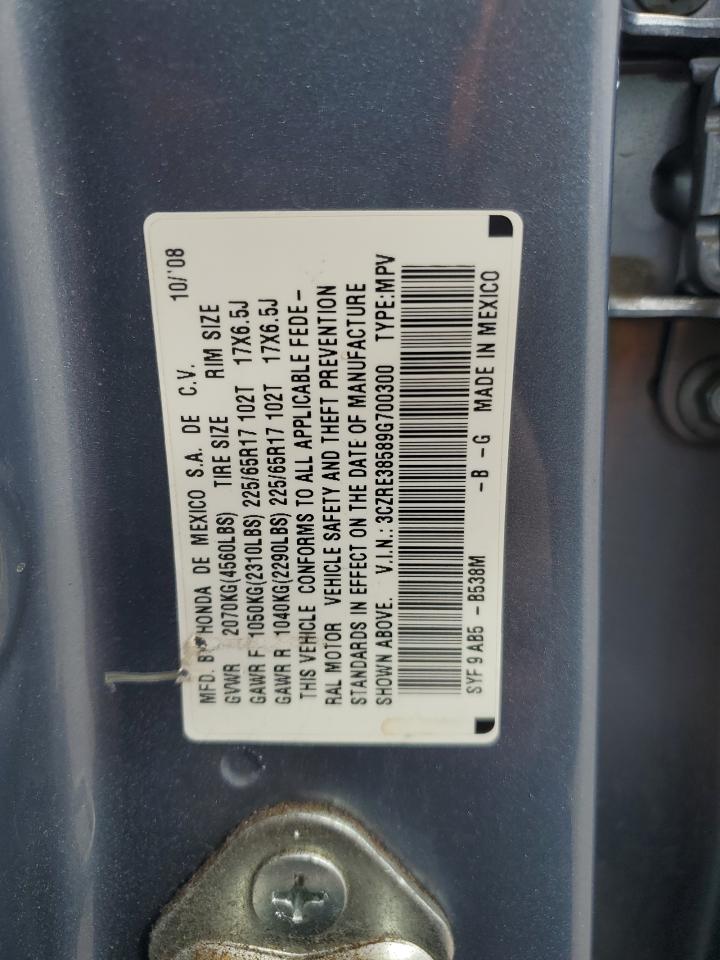 MFD. BY HONDA DE MEXICO S.A. DE C.V. 10/'08
GVWR 2070KG(4560LBS) TIRE SIZE RIM SIZE
GAWR F 1050KG(2310LBS) 225/65R17 102T 17X6.5J
GAWR R 1040KG(2290LBS) 225/65R17 102T 17X6.5J
THIS VEHICLE CONFORMS TO ALL APPLICABLE FEDE-
RAL MOTOR VEHICLE SAFETY AND THEFT PREVENTION
STANDARDS IN EFFECT ON THE DATE OF MANUFACTURE
SHOWN ABOVE. V.I.N.: 3CZRE38589G700300 TYPE:MPV
SYF 9 AB5 -B538M -B -G MADE IN MEXICO